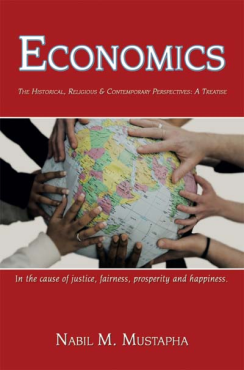 ECONOMICS
THE HISTORICAL, RELIGIOUS & CONTEMPORARY PERSPECTIVES: A TREATISE
In the cause of justice, fairness, prosperity and happiness.
NABIL M. MUSTAPHA